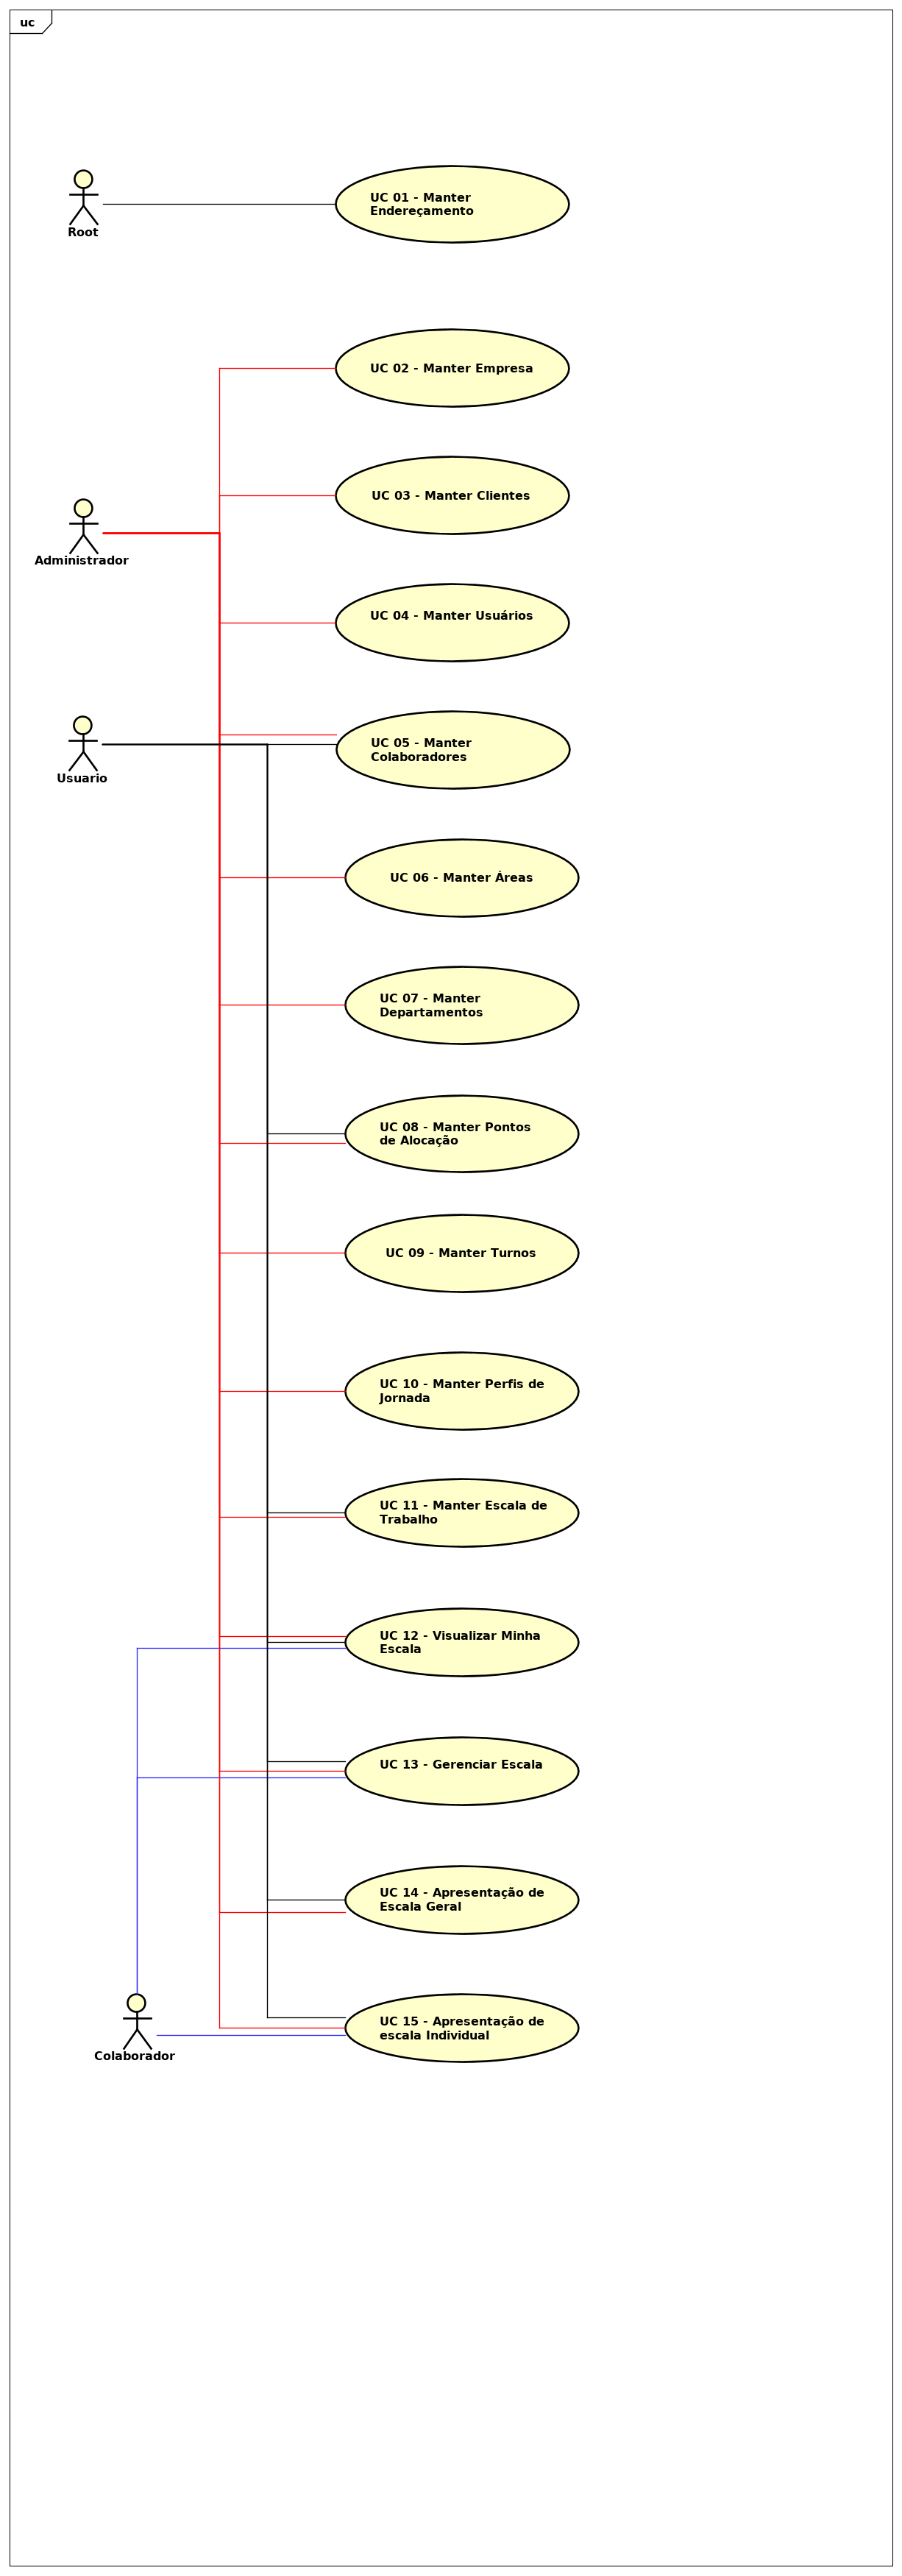 uc
Root
UC 01 - Manter
Endereçamento
UC 02 - Manter Empresa
UC 03 - Manter Clientes
Administrador
UC 04 - Manter Usuários
Usuario
UC 05 - Manter
Colaboradores
UC 06 - Manter Áreas
UC 07 - Manter
Departamentos
UC 08 - Manter Pontos
de Alocação
UC 09 - Manter Turnos
UC 10 - Manter Perfis de
Jornada
UC 11 - Manter Escala de
Trabalho
UC 12 - Visualizar Minha
Escala
UC 13 - Gerenciar Escala
UC 14 - Apresentação de
Escala Geral
UC 15 - Apresentação de
escala Individual
Colaborador